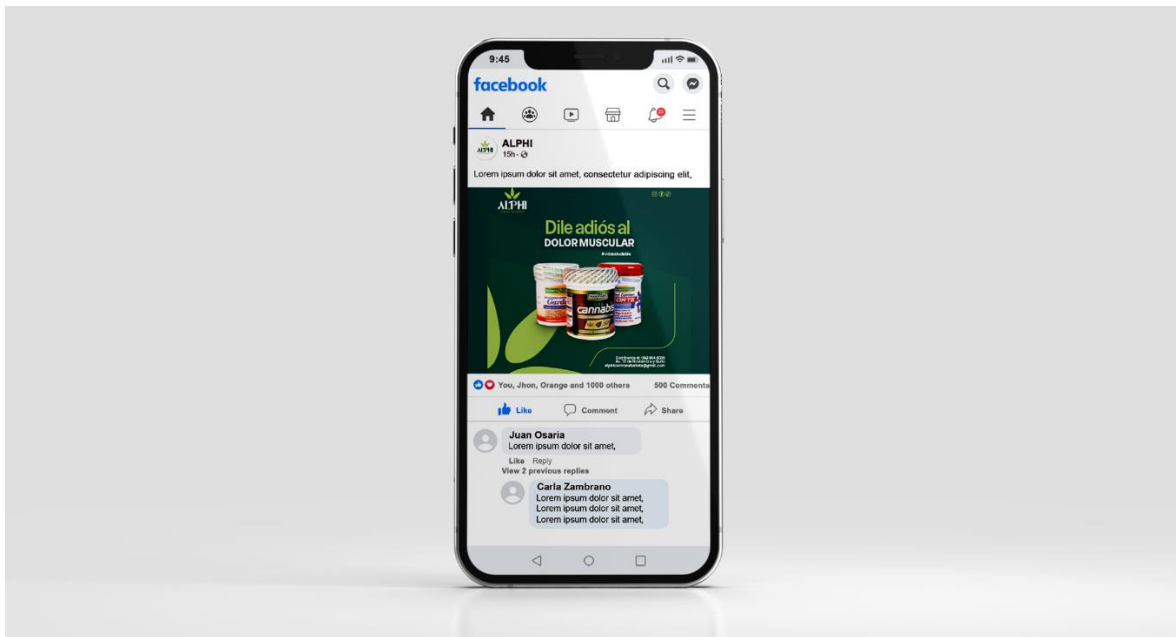 9:45
facebook
ALPHI
ALPHI
15h
Lorem ipsum dolor sit amet, consectetur adipiscing elit,
ALPHI
Dile adiós al
DOLOR MUSCULAR
cannabis
FORTE
You, Jhon, Orange and 1000 others 500 Comments
Like Comment Share
Juan Osaria
Lorem ipsum dolor sit amet,
Like Reply
View 2 previous replies
Carla Zambrano
Lorem ipsum dolor sit amet,
Lorem ipsum dolor sit amet,
Lorem ipsum dolor sit amet,